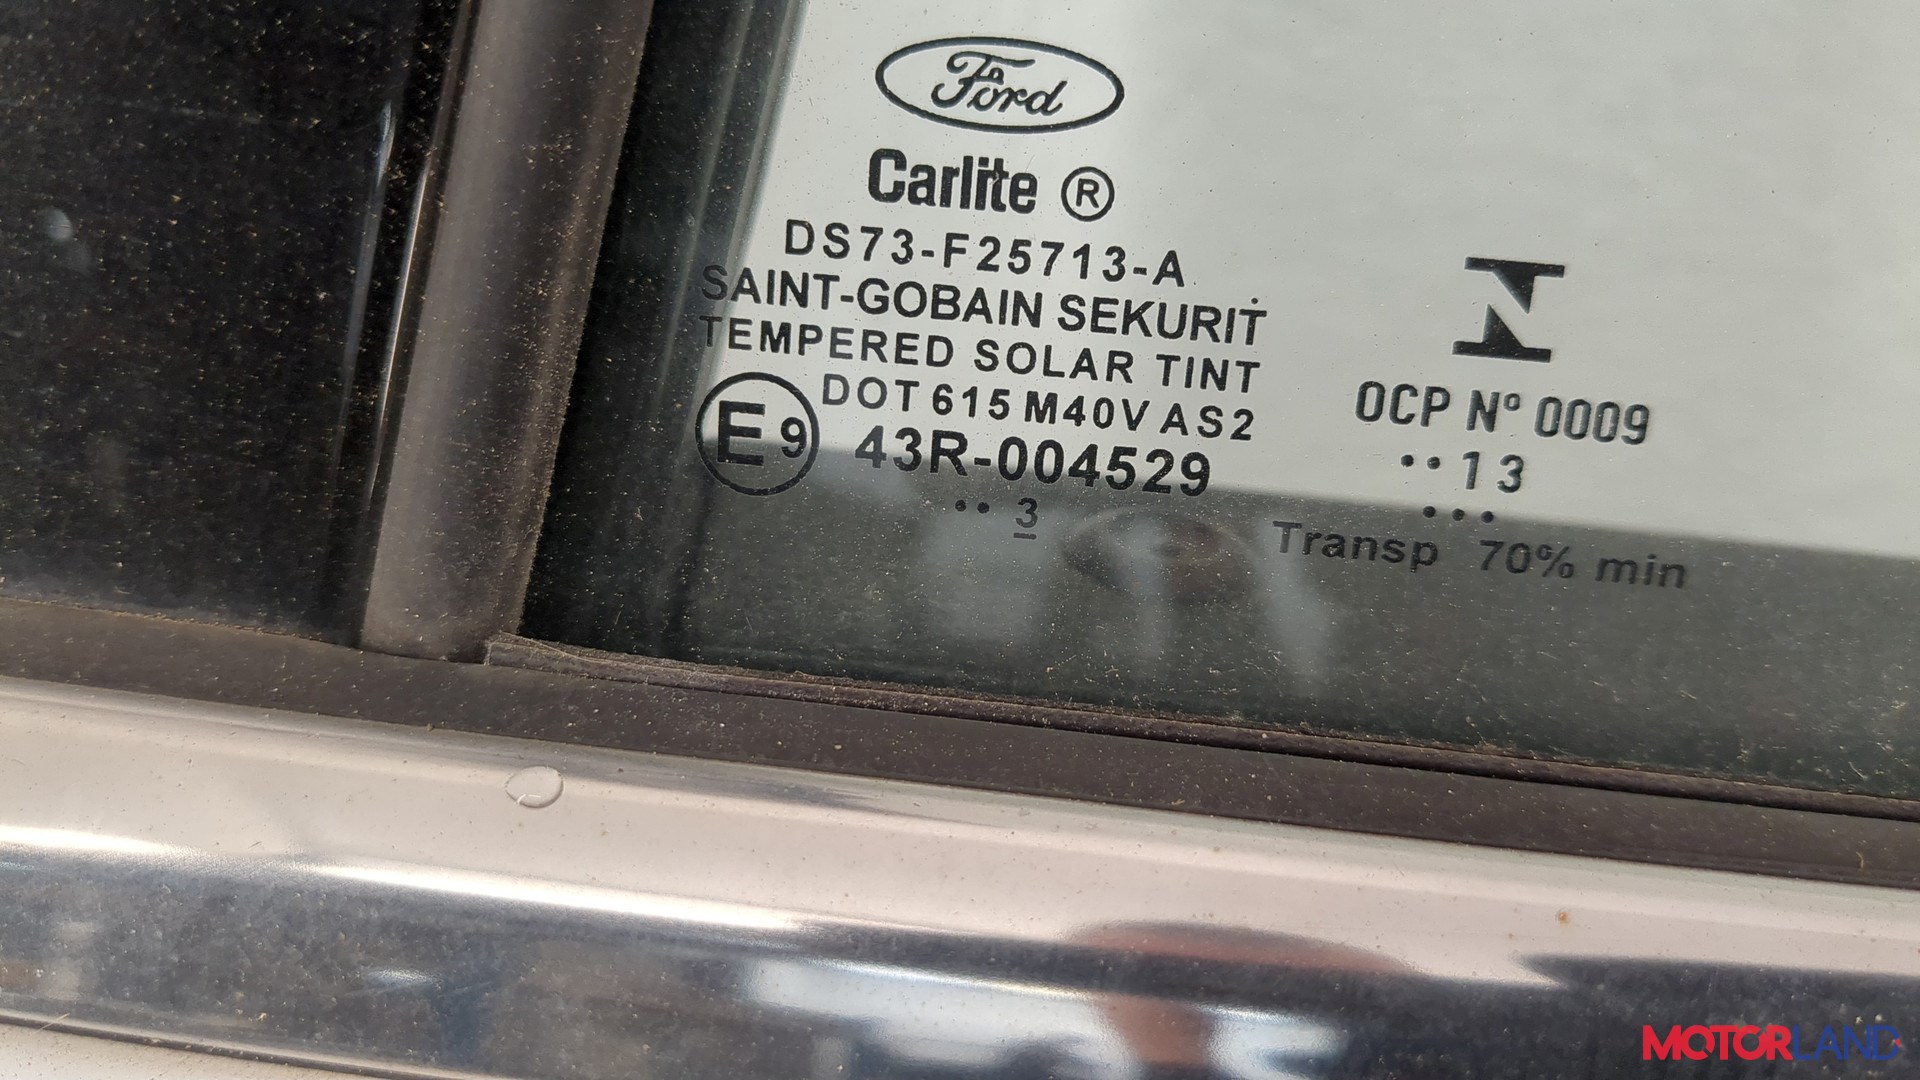 Ford
Carlite ®
DS73-F25713-A
SAINT-GOBAIN SEKURIT
TEMPERED SOLAR TINT
DOT 615 M40V AS2
E9 43R-004529
·· 3
N
OCP Nº 0009
··13
···
Transp 70% min
MOTORLAND